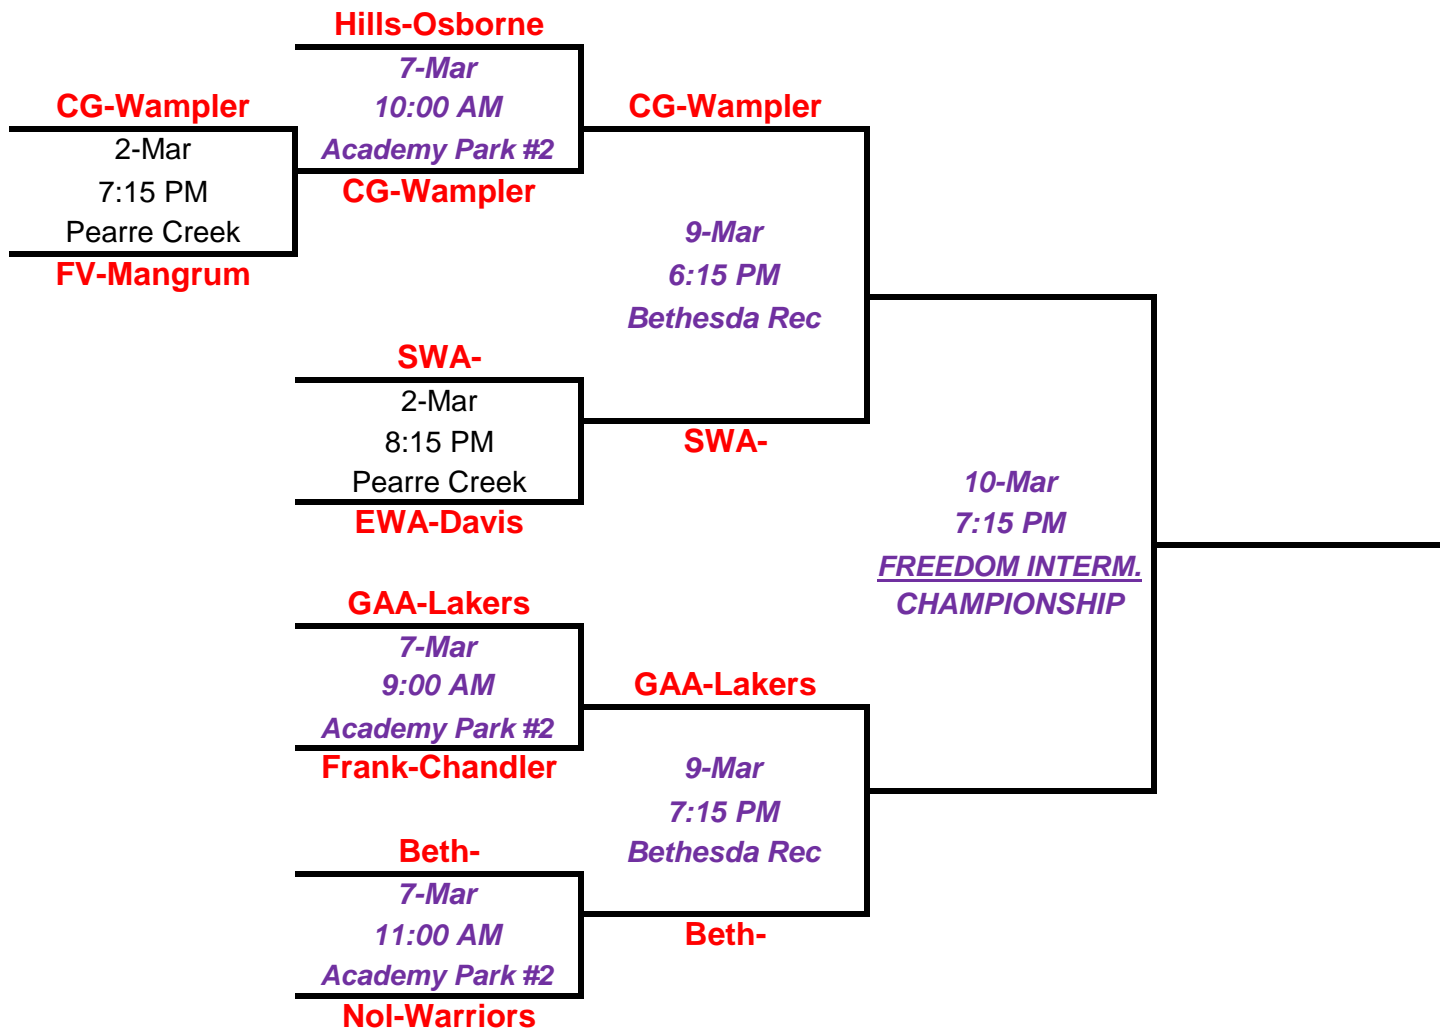 Hills-Osborne
7-Mar
10:00 AM
Academy Park #2
CG-Wampler
CG-Wampler
2-Mar
7:15 PM
Pearre Creek
FV-Mangrum
CG-Wampler
9-Mar
6:15 PM
Bethesda Rec
SWA-
2-Mar
8:15 PM
Pearre Creek
EWA-Davis
SWA-
10-Mar
7:15 PM
FREEDOM INTERM.
CHAMPIONSHIP
GAA-Lakers
7-Mar
9:00 AM
Academy Park #2
Frank-Chandler
GAA-Lakers
9-Mar
7:15 PM
Bethesda Rec
Beth-
7-Mar
11:00 AM
Academy Park #2
Nol-Warriors
Beth-